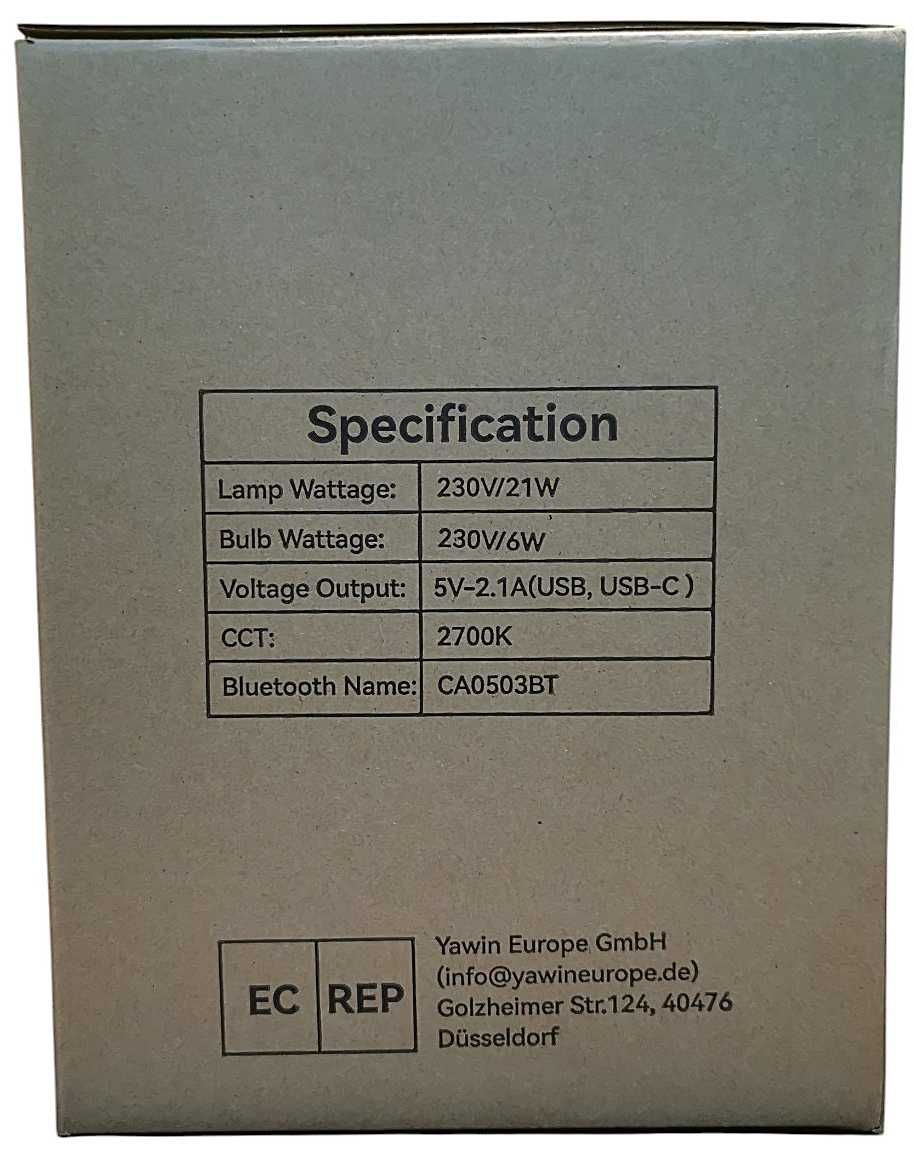 Specification
Lamp Wattage: 230V/21W
Bulb Wattage: 230V/6W
Voltage Output: 5V-2.1A(USB, USB-C )
CCT: 2700K
Bluetooth Name: CA0503BT
EC REP
Yawin Europe GmbH
(info@yawineurope.de)
Golzheimer Str.124, 40476
Düsseldorf